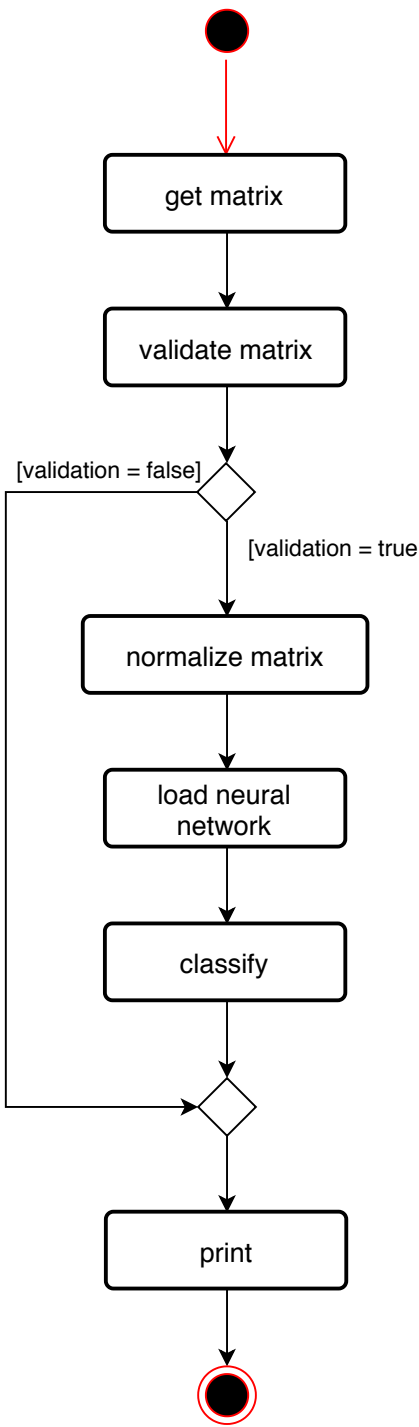 get matrix
validate matrix
[validation = false]
[validation = true
normalize matrix
load neural
network
classify
print